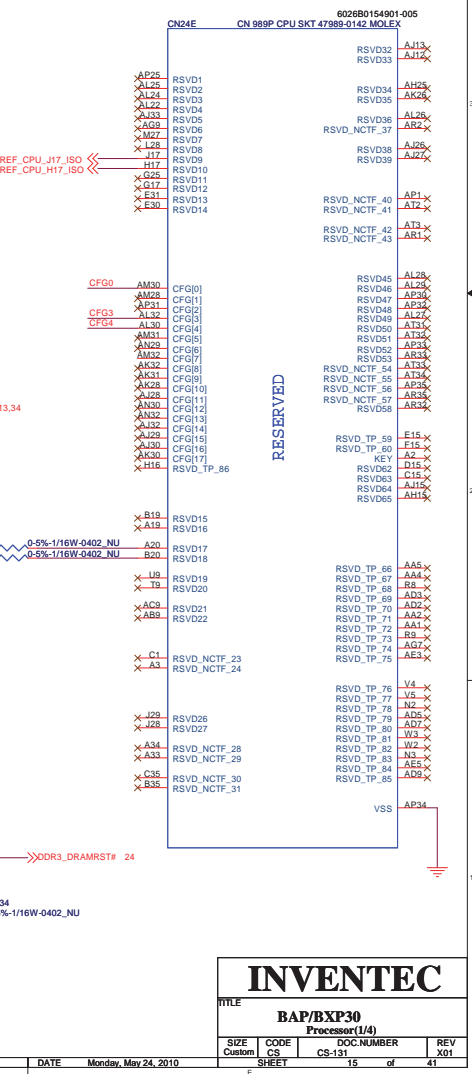 6026B0154901-005
CN24E CN 989P CPU SKT 47989-0142 MOLEX
RSVD32 AJ13
RSVD33 AJ12
AP25 RSVD1
AL25 RSVD2 RSVD34 AH25
AL24 RSVD3 RSVD35 AK26
AL22 RSVD4
AJ33 RSVD5 RSVD36 AL26
AG9 RSVD6 RSVD_NCTF_37 AR2
M27 RSVD7
L28 RSVD8 RSVD38 AJ26
REF_CPU_J17_ISO J17 RSVD9 RSVD39 AJ27
REF_CPU_H17_ISO H17 RSVD10
G25 RSVD11
G17 RSVD12
E31 RSVD13 RSVD_NCTF_40 AP1
E30 RSVD14 RSVD_NCTF_41 AT2
RSVD_NCTF_42 AT3
RSVD_NCTF_43 AR1
RSVD45 AL28
CFG0 AM30 CFG[0] RSVD46 AL29
AM28 CFG[1] RSVD47 AP30
AP31 CFG[2] RSVD48 AP32
CFG3 AL32 CFG[3] RSVD49 AL27
CFG4 AL30 CFG[4] RSVD50 AT31
AM31 CFG[5] RSVD51 AT32
AN29 CFG[6] RSVD52 AP33
AM32 CFG[7] RSVD53 AR33
AK32 CFG[8] RSVD_NCTF_54 AT33
AK31 CFG[9] RSVD_NCTF_55 AT34
AK28 CFG[10] RSVD_NCTF_56 AP35
AJ28 CFG[11] RSVD_NCTF_57 AR35
13,34 AN30 CFG[12] RSVD58 AR32
AN32 CFG[13]
AJ32 CFG[14]
AJ29 CFG[15] RSVD_TP_59 E15
AJ30 CFG[16] RSVD_TP_60 F15
AK30 CFG[17] KEY A2
H16 RSVD_TP_86 RSVD62 D15
RSVD63 C15
RSVD64 AJ15
RSVD65 AH15
RESERVED
B19 RSVD15
A19 RSVD16
0-5%-1/16W-0402_NU A20 RSVD17
0-5%-1/16W-0402_NU B20 RSVD18
RSVD_TP_66 AA5
U9 RSVD19 RSVD_TP_67 AA4
T9 RSVD20 RSVD_TP_68 R8
RSVD_TP_69 AD3
AC9 RSVD21 RSVD_TP_70 AD2
AB9 RSVD22 RSVD_TP_71 AA2
RSVD_TP_72 AA1
RSVD_TP_73 R9
RSVD_TP_74 AG7
C1 RSVD_NCTF_23 RSVD_TP_75 AE3
A3 RSVD_NCTF_24
RSVD_TP_76 V4
RSVD_TP_77 V5
RSVD_TP_78 N2
J29 RSVD26 RSVD_TP_79 AD5
J28 RSVD27 RSVD_TP_80 AD7
RSVD_TP_81 W3
A34 RSVD_NCTF_28 RSVD_TP_82 W2
A33 RSVD_NCTF_29 RSVD_TP_83 N3
RSVD_TP_84 AE5
C35 RSVD_NCTF_30 RSVD_TP_85 AD9
B35 RSVD_NCTF_31
VSS AP34
DDR3_DRAMRST# 24
34
%-1/16W-0402_NU
INVENTEC
TITLE
BAP/BXP30
Processor(1/4)
SIZE CODE DOC.NUMBER REV
Custom CS CS-131 X01
DATE Monday, May 24, 2010 SHEET 15 of 41